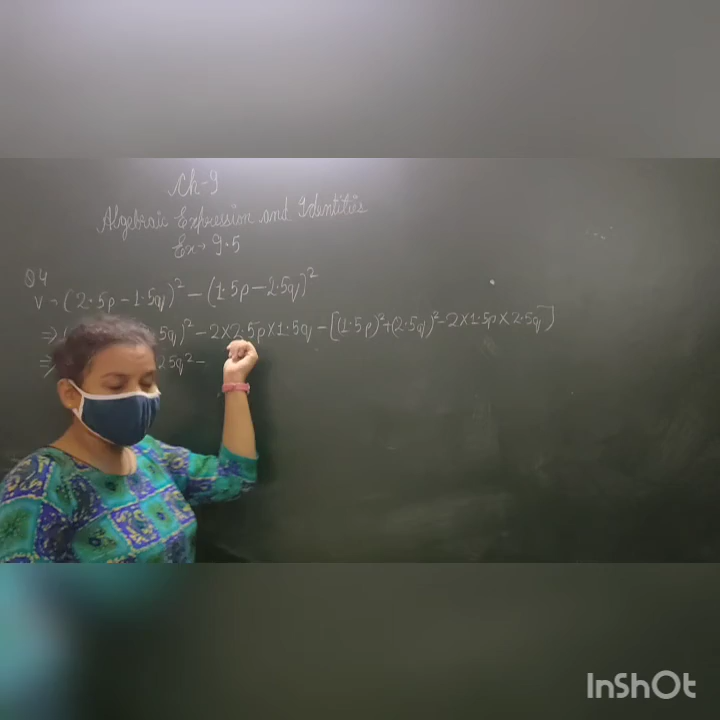 Ch-9
Algebraic Expression and Identities
Ex → 9.5
Q4
v → (2.5p - 1.5q)² - (1.5p - 2.5q)²
⇒ ( 5q)² - 2×2.5p×1.5q - [(1.5p)²+(2.5q)² - 2×1.5p×2.5q]
⇒ 25q² -
InShOt